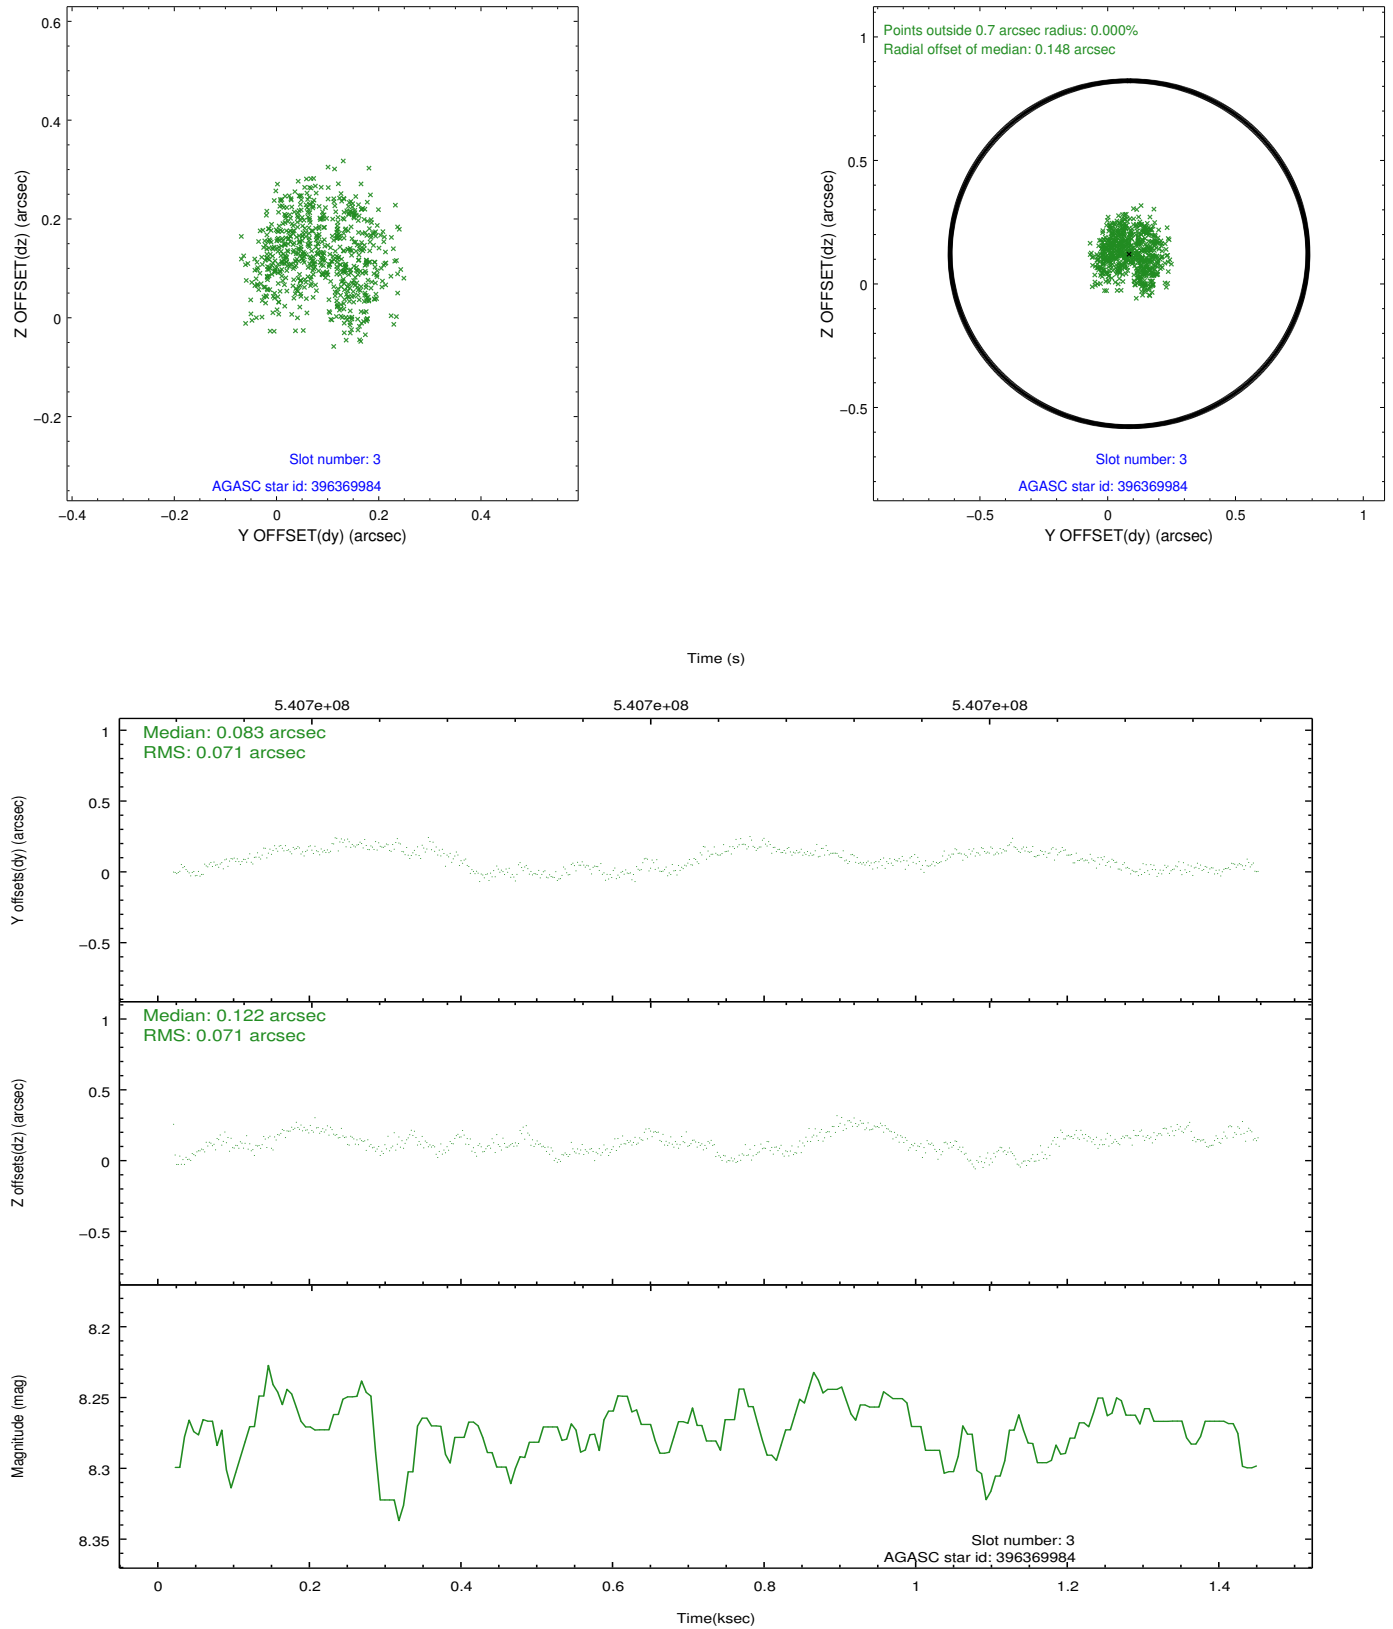 0.6
0.4
0.2
0
−0.2
Z OFFSET(dz) (arcsec)
Slot number: 3
AGASC star id: 396369984
−0.4 −0.2 0 0.2 0.4
Y OFFSET(dy) (arcsec)
Points outside 0.7 arcsec radius: 0.000%
Radial offset of median: 0.148 arcsec
1
0.5
0
−0.5
Z OFFSET(dz) (arcsec)
Slot number: 3
AGASC star id: 396369984
−0.5 0 0.5 1
Y OFFSET(dy) (arcsec)
Time (s)
5.407e+08 5.407e+08 5.407e+08
Median: 0.083 arcsec
RMS: 0.071 arcsec
1
0.5
0
−0.5
Y offsets(dy) (arcsec)
Median: 0.122 arcsec
RMS: 0.071 arcsec
1
0.5
0
−0.5
Z offsets(dz) (arcsec)
8.2
8.25
8.3
8.35
Magnitude (mag)
Slot number: 3
AGASC star id: 396369984
0 0.2 0.4 0.6 0.8 1 1.2 1.4
Time(ksec)